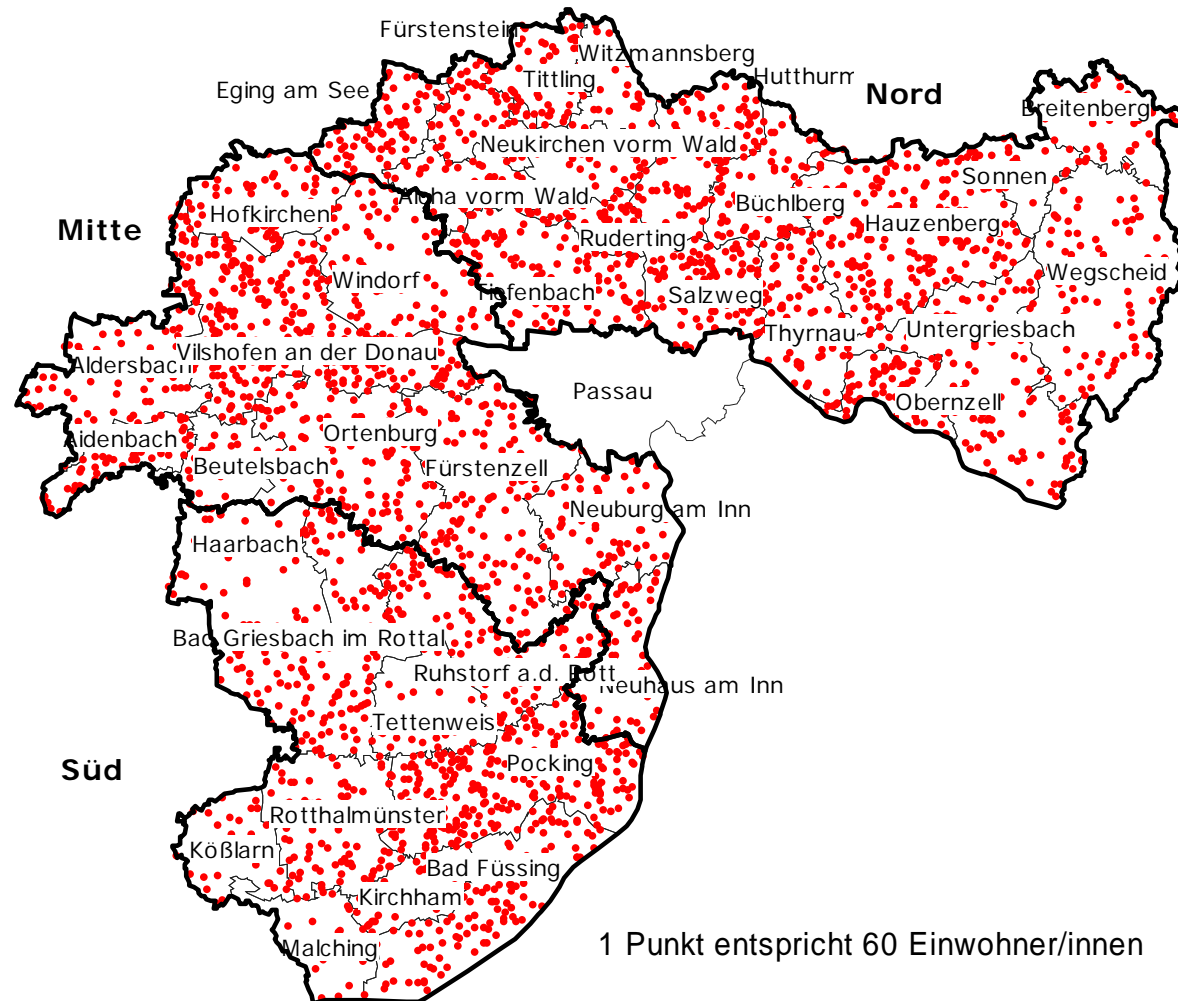 Fürstenstein
Witzmannsberg
Tittling
Hutthurm
Eging am See
Nord
Breitenberg
Neukirchen vorm Wald
Sonnen
Aicha vorm Wald
Büchlberg
Hofkirchen
Hauzenberg
Mitte
Ruderting
Windorf
Wegscheid
Tiefenbach
Salzweg
Thyrnau
Untergriesbach
Vilshofen an der Donau
Aldersbach
Passau
Obernzell
Ortenburg
Aidenbach
Beutelsbach
Fürstenzell
Neuburg am Inn
Haarbach
Bad Griesbach im Rottal
Ruhstorf a.d. Rott
Neuhaus am Inn
Tettenweis
Süd
Pocking
Rotthalmünster
Kößlarn
Bad Füssing
Kirchham
Malching
1 Punkt entspricht 60 Einwohner/innen